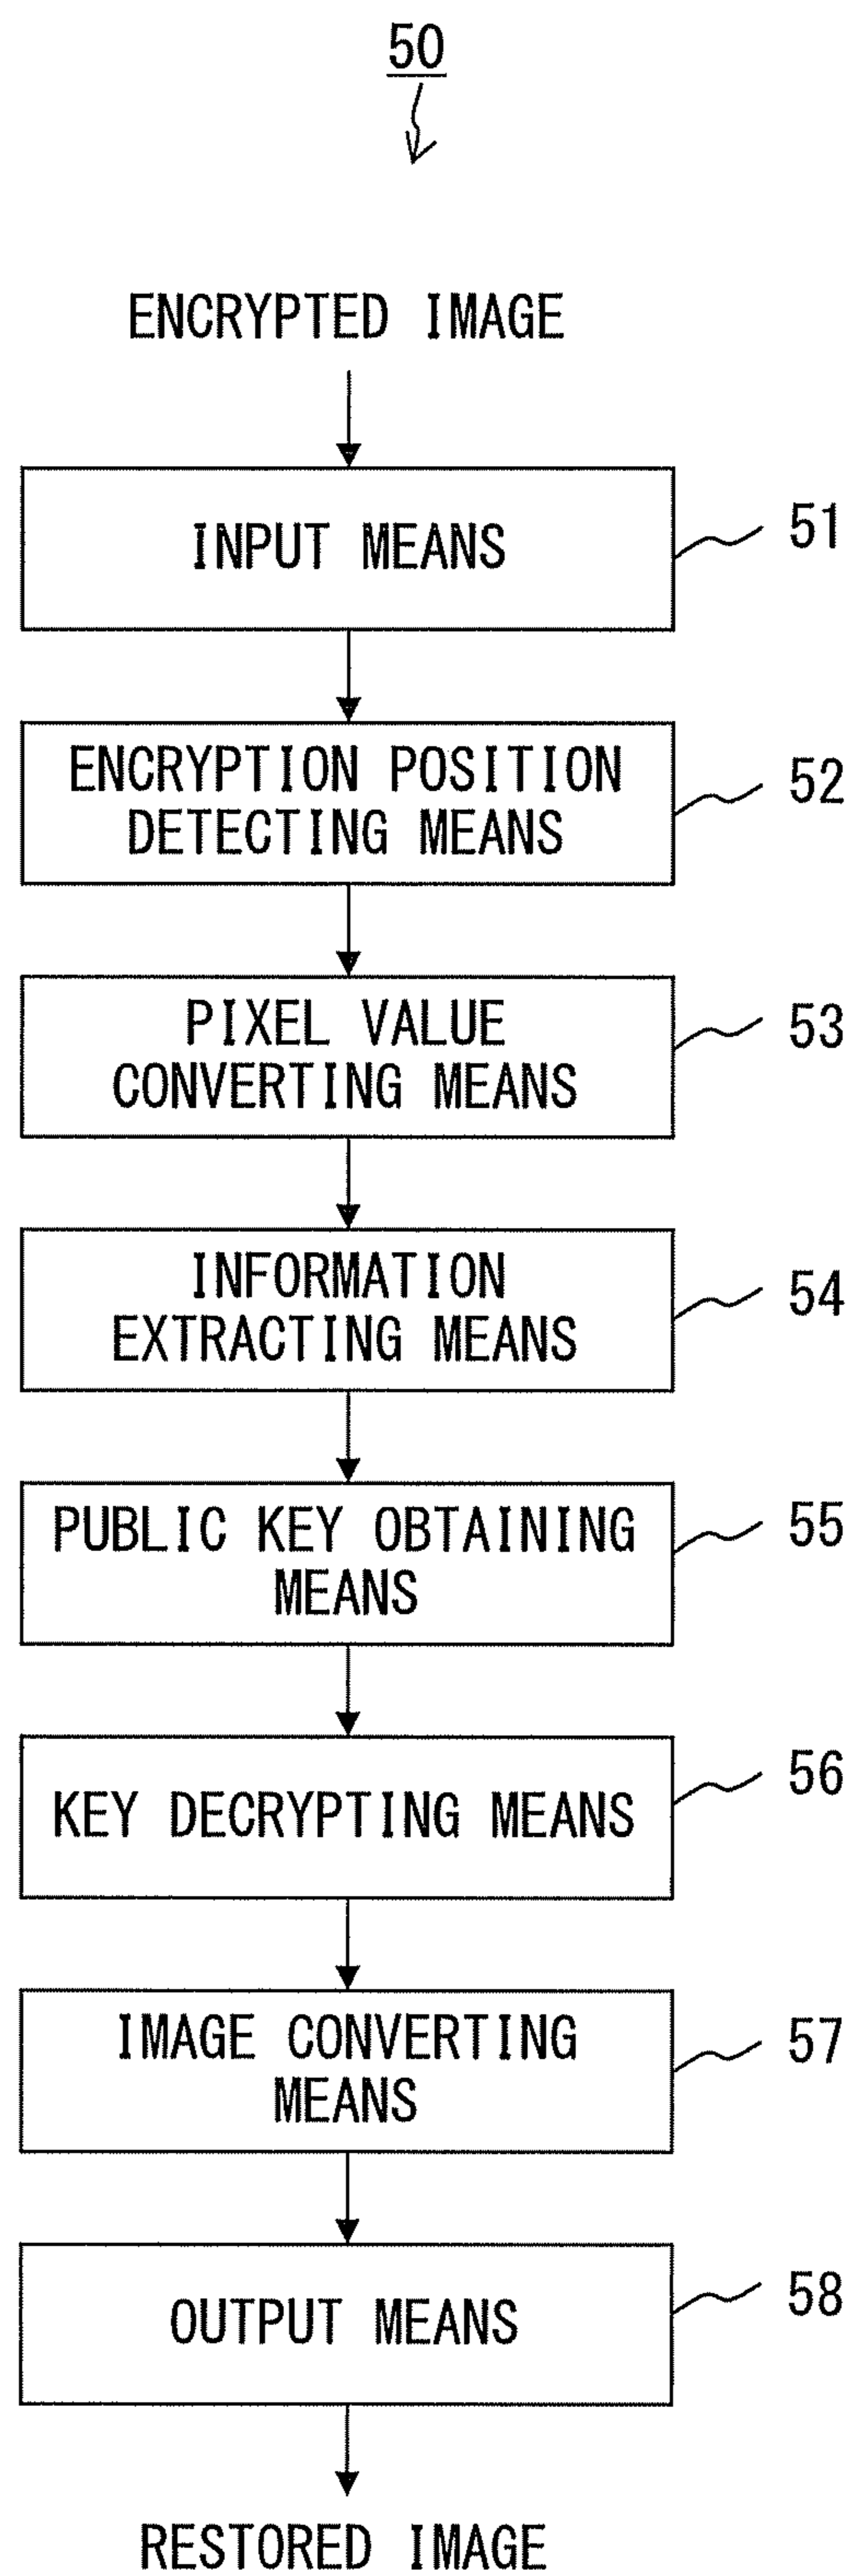 50
ENCRYPTED IMAGE
INPUT MEANS
51
ENCRYPTION POSITION
DETECTING MEANS
52
PIXEL VALUE
CONVERTING MEANS
53
INFORMATION
EXTRACTING MEANS
54
PUBLIC KEY OBTAINING
MEANS
55
KEY DECRYPTING MEANS
56
IMAGE CONVERTING
MEANS
57
OUTPUT MEANS
58
RESTORED IMAGE